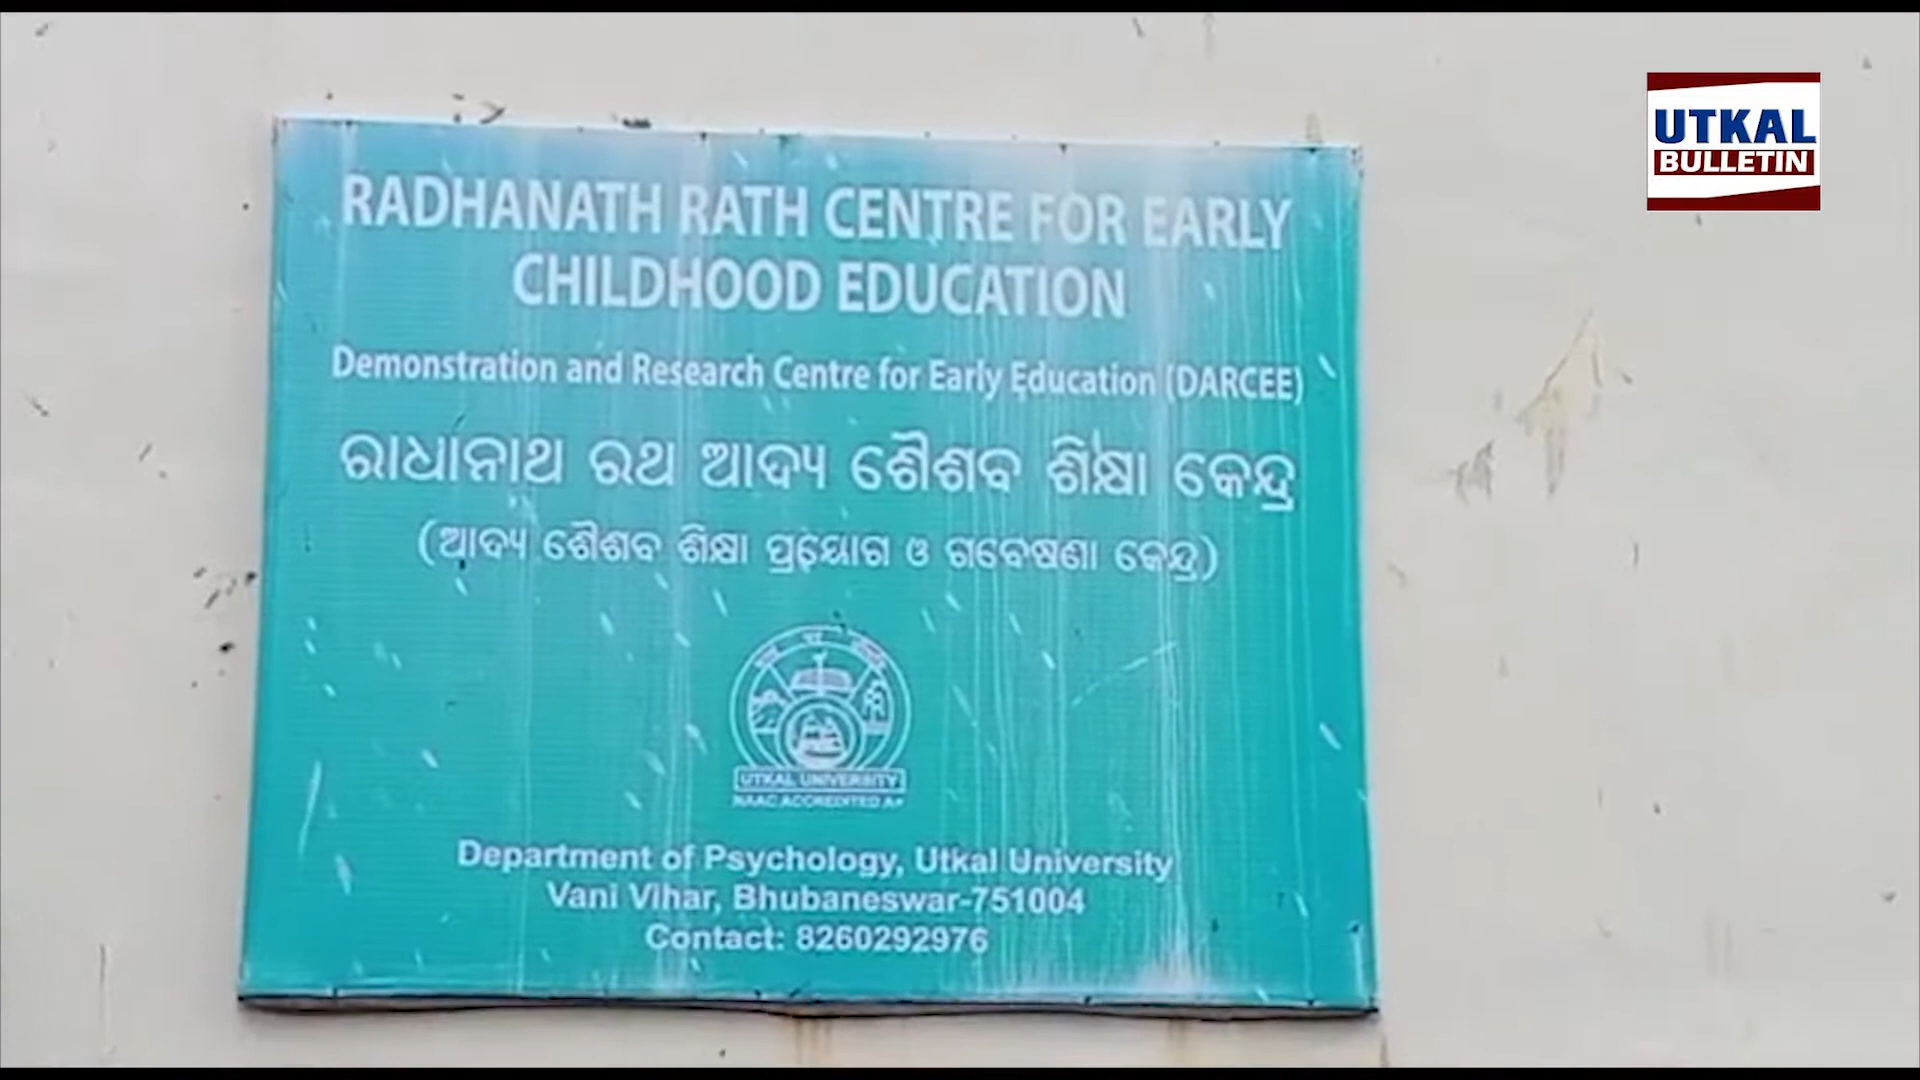 UTKAL
BULLETIN
RADHANATH RATH CENTRE FOR EARLY
CHILDHOOD EDUCATION
Demonstration and Research Centre for Early Education (DARCEE)
ରାଧାନାଥ ରଥ ଆଦ୍ୟ ଶୈଶବ ଶିକ୍ଷା କେନ୍ଦ୍ର
(ଆଦ୍ୟ ଶୈଶବ ଶିକ୍ଷା ପ୍ରୟୋଗ ଓ ଗବେଷଣା କେନ୍ଦ୍ର)
UTKAL UNIVERSITY
NAAC ACCREDITED A+
Department of Psychology, Utkal University
Vani Vihar, Bhubaneswar-751004
Contact: 8260292976